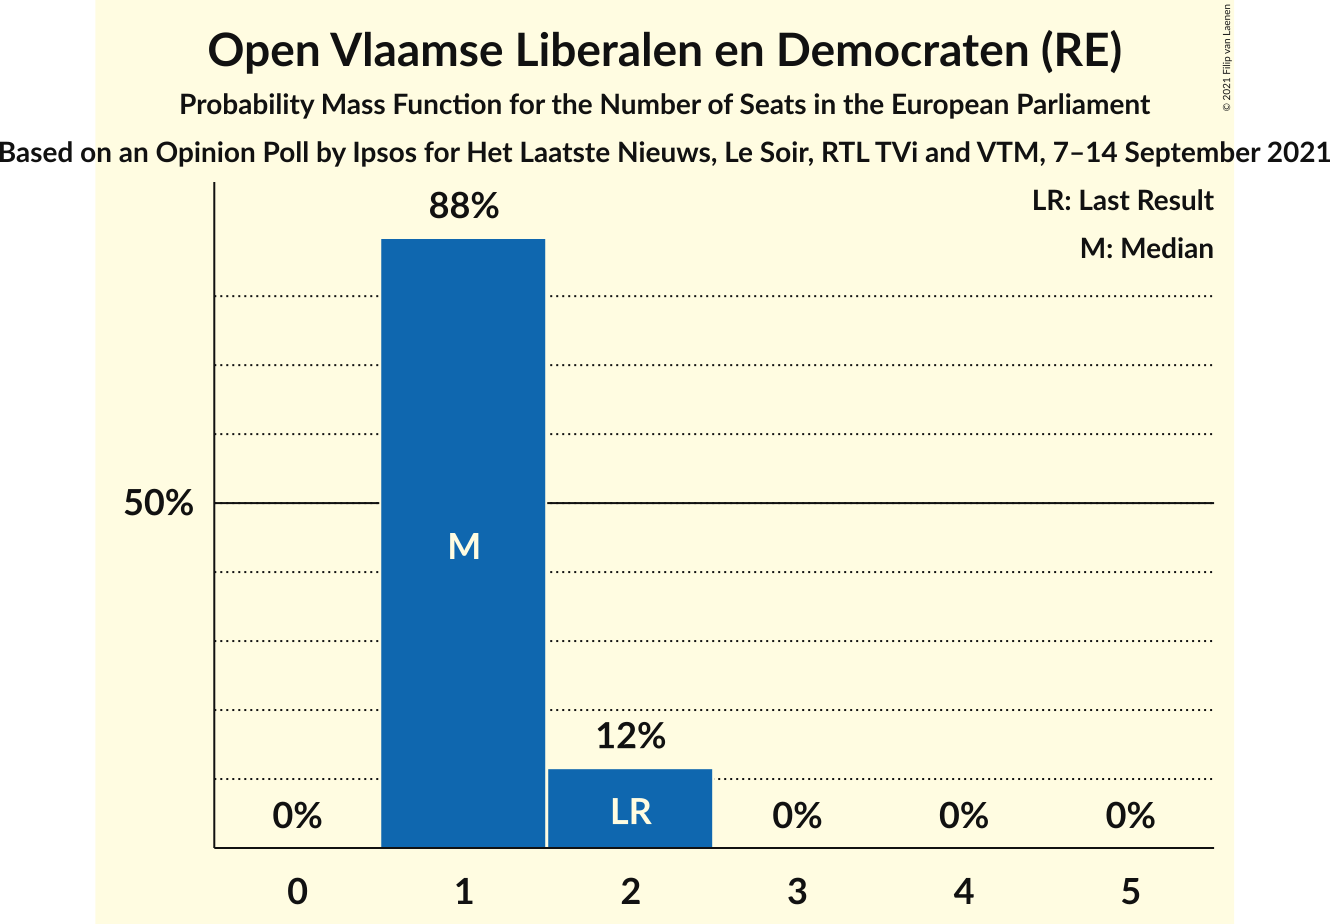 Open Vlaamse Liberalen en Democraten (RE)
Probability Mass Function for the Number of Seats in the European Parliament
Based on an Opinion Poll by Ipsos for Het Laatste Nieuws, Le Soir, RTL TVi and VTM, 7–14 September 2021
© 2021 Filip van Laenen
LR: Last Result
M: Median
88%
50%
M
12%
LR
0%
0%
0%
0%
0 1 2 3 4 5